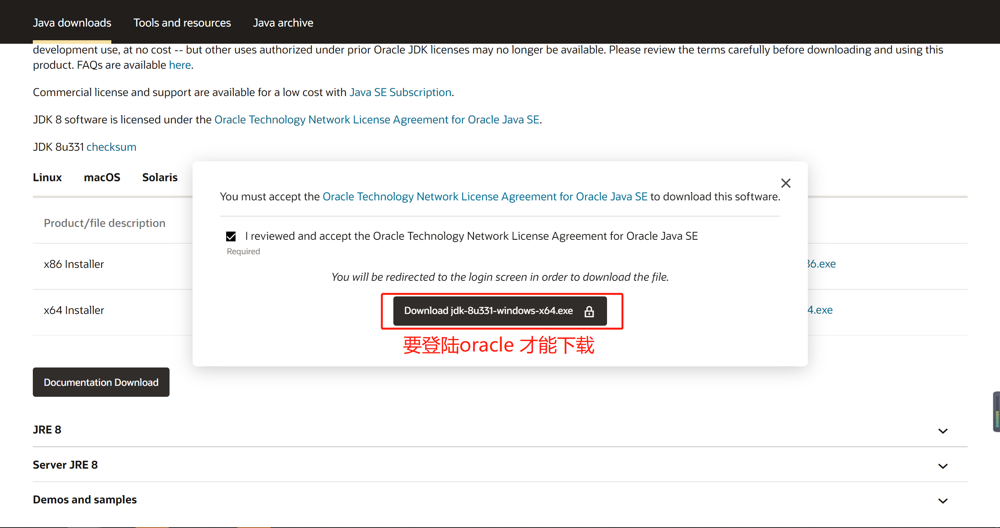 Java downloads Tools and resources Java archive
development use, at no cost -- but other uses authorized under prior Oracle JDK licenses may no longer be available. Please review the terms carefully before downloading and using this
product. FAQs are available here.
Commercial license and support are available for a low cost with Java SE Subscription.
JDK 8 software is licensed under the Oracle Technology Network License Agreement for Oracle Java SE.
JDK 8u331 checksum
Linux macOS Solaris
You must accept the Oracle Technology Network License Agreement for Oracle Java SE to download this software.
Product/file description
I reviewed and accept the Oracle Technology Network License Agreement for Oracle Java SE
Required
x86 Installer
36.exe
You will be redirected to the login screen in order to download the file.
x64 Installer
Download jdk-8u331-windows-x64.exe
4.exe
要登陆oracle 才能下载
Documentation Download
JRE 8
Server JRE 8
Demos and samples